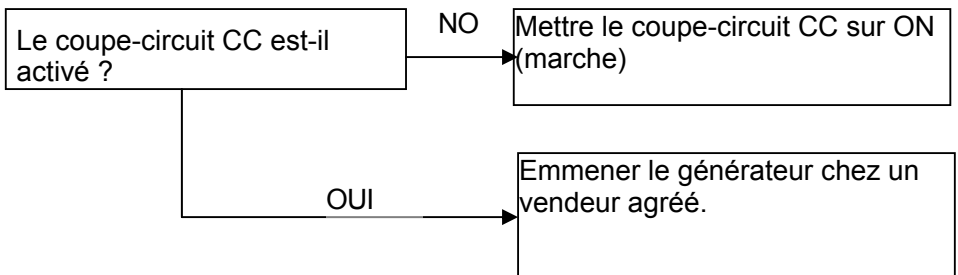 Le coupe-circuit CC est-il
activé ?
NO
Mettre le coupe-circuit CC sur ON
(marche)
OUI
Emmener le générateur chez un
vendeur agréé.